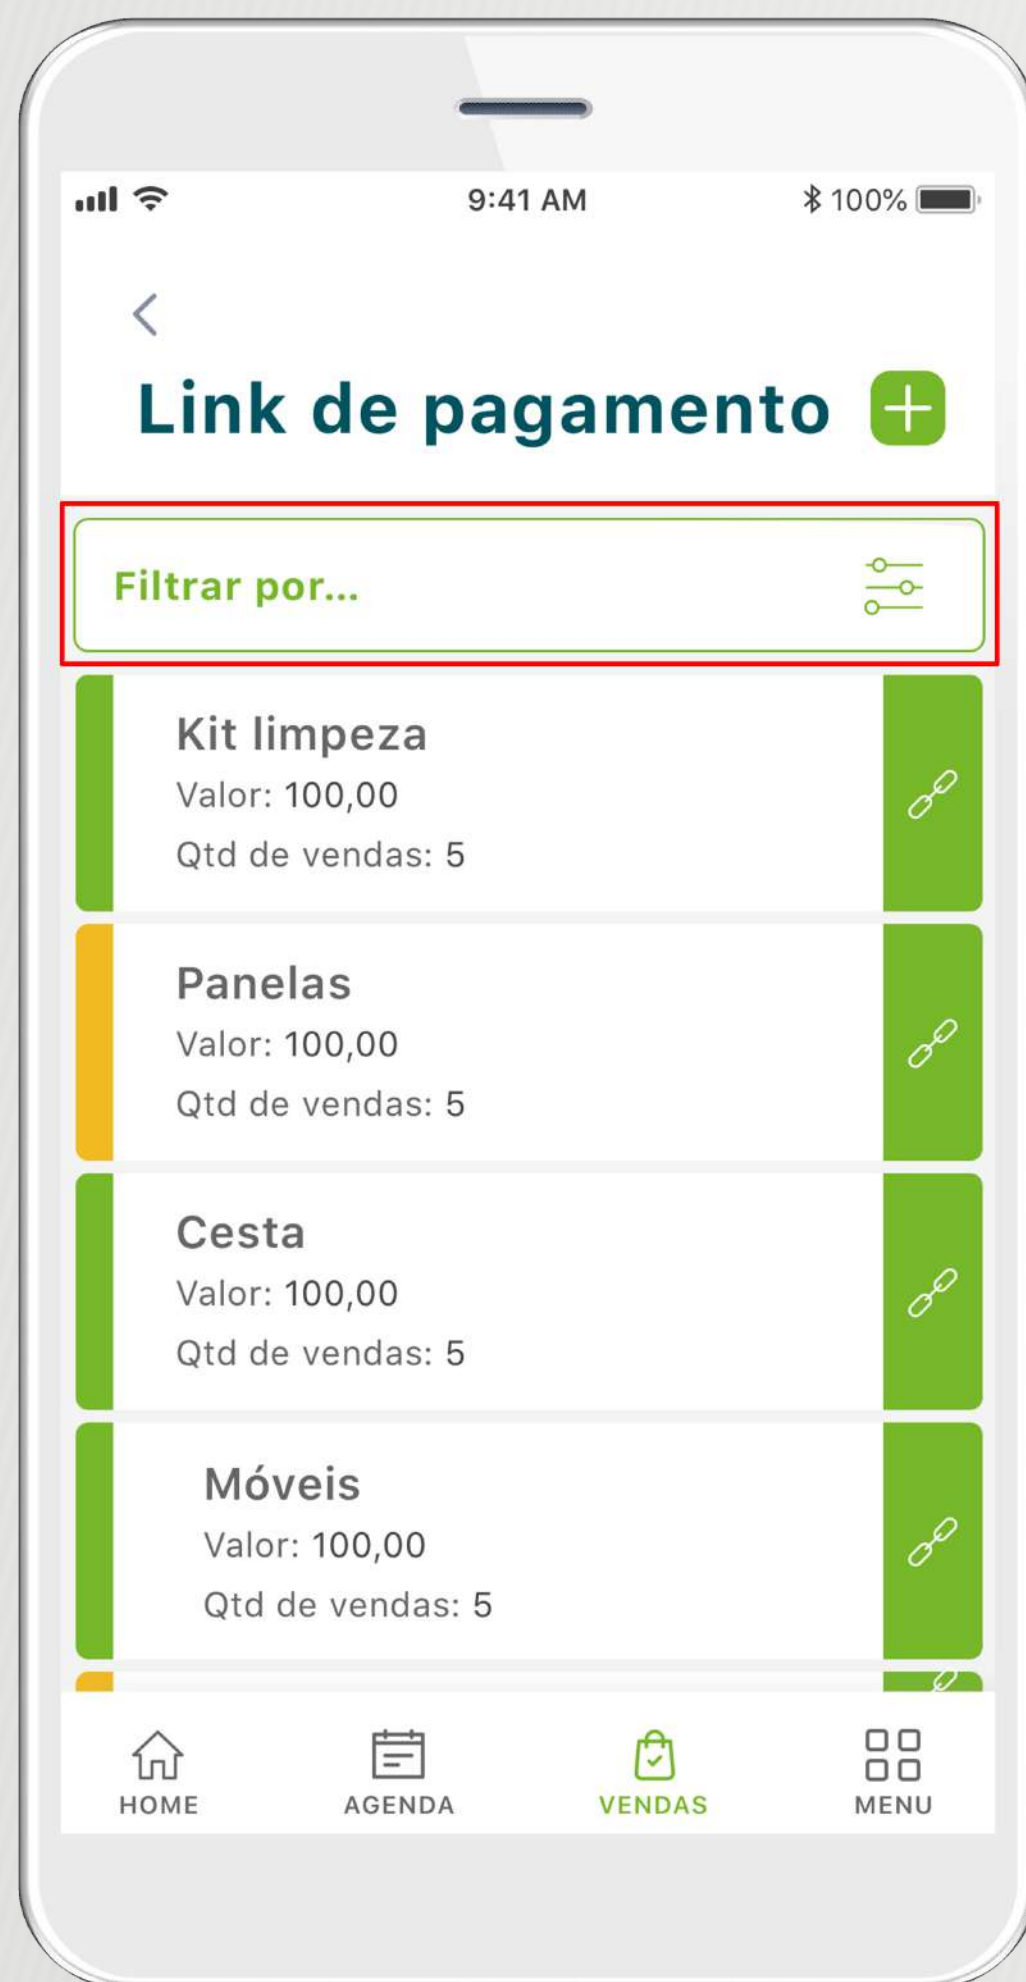 9:41 AM
100%
Link de pagamento
Filtrar por...
Kit limpeza
Valor: 100,00
Qtd de vendas: 5
Panelas
Valor: 100,00
Qtd de vendas: 5
Cesta
Valor: 100,00
Qtd de vendas: 5
Móveis
Valor: 100,00
Qtd de vendas: 5
HOME AGENDA VENDAS MENU